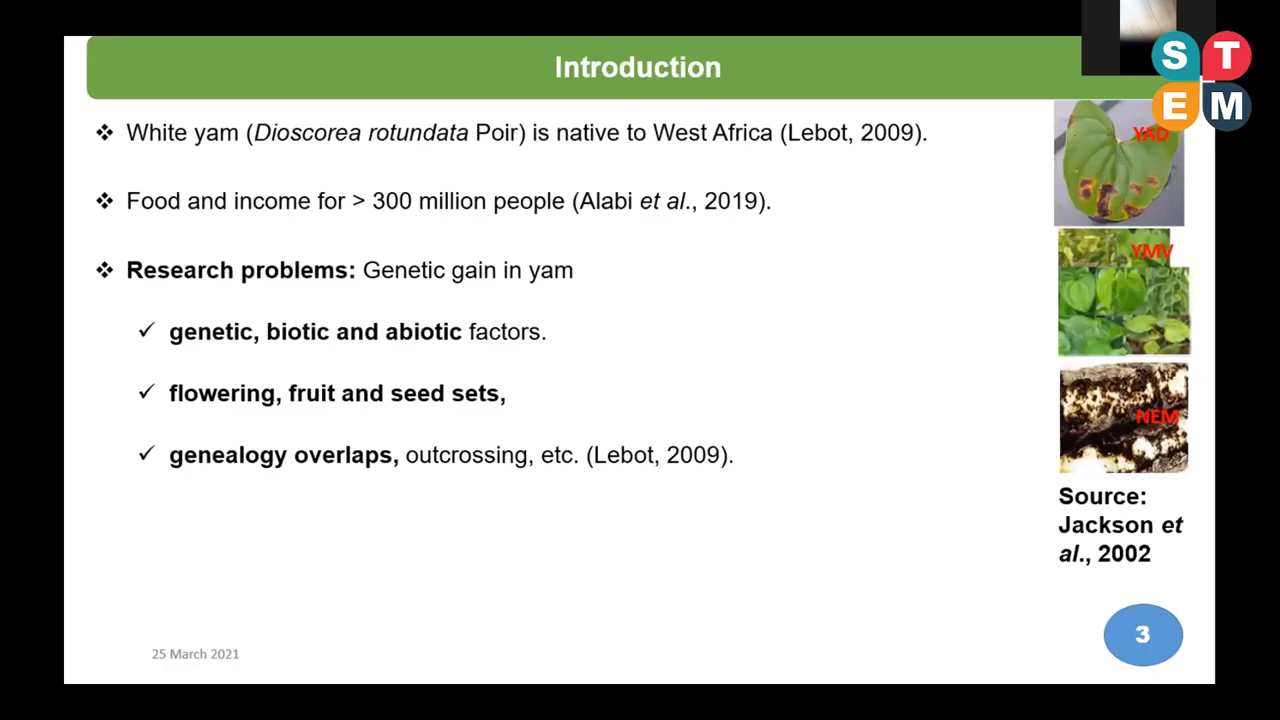 Introduction
❖ White yam (Dioscorea rotundata Poir) is native to West Africa (Lebot, 2009).
❖ Food and income for > 300 million people (Alabi et al., 2019).
❖ Research problems: Genetic gain in yam
✓ genetic, biotic and abiotic factors.
✓ flowering, fruit and seed sets,
✓ genealogy overlaps, outcrossing, etc. (Lebot, 2009).
S T
E M
YAD
YMV
NEM
Source:
Jackson et
al., 2002
25 March 2021
3